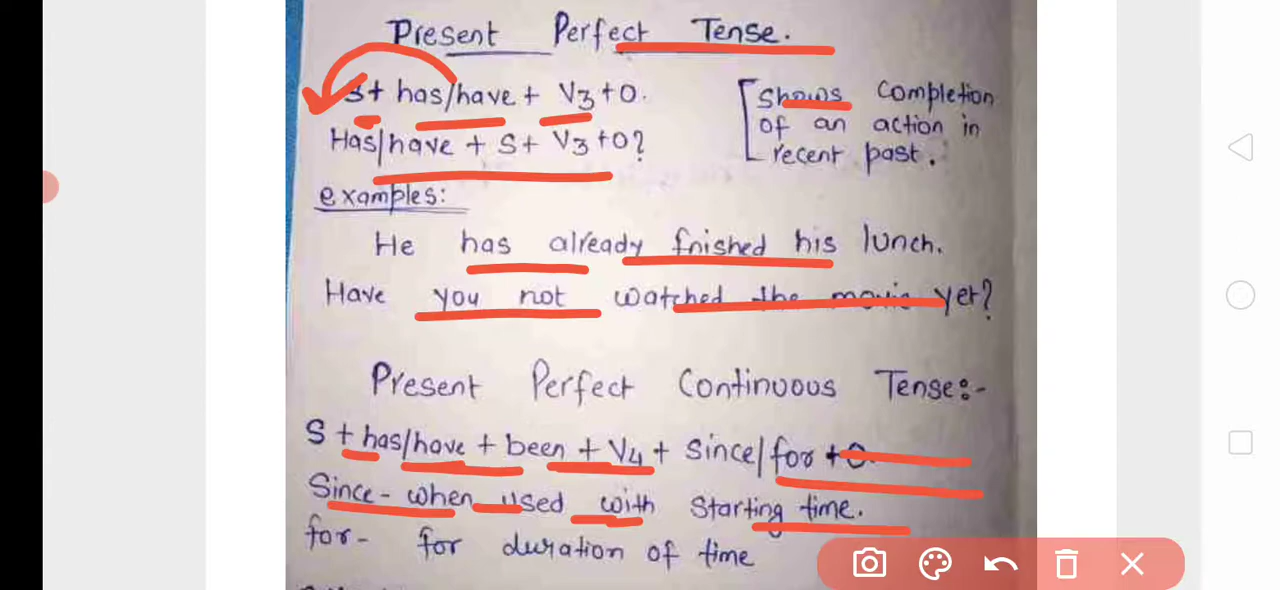 Present Perfect Tense.
S+ has/have + V3+O.
Has/have + S+ V3+O?
[Shows completion
of an action in
recent past.
examples:
He has already fnished his lunch.
Have you not watched the movie yet?
Present Perfect Continuous Tense:-
S + has/have + been + V4 + Since/for +O.
Since- when used with starting time.
for- for duration of time